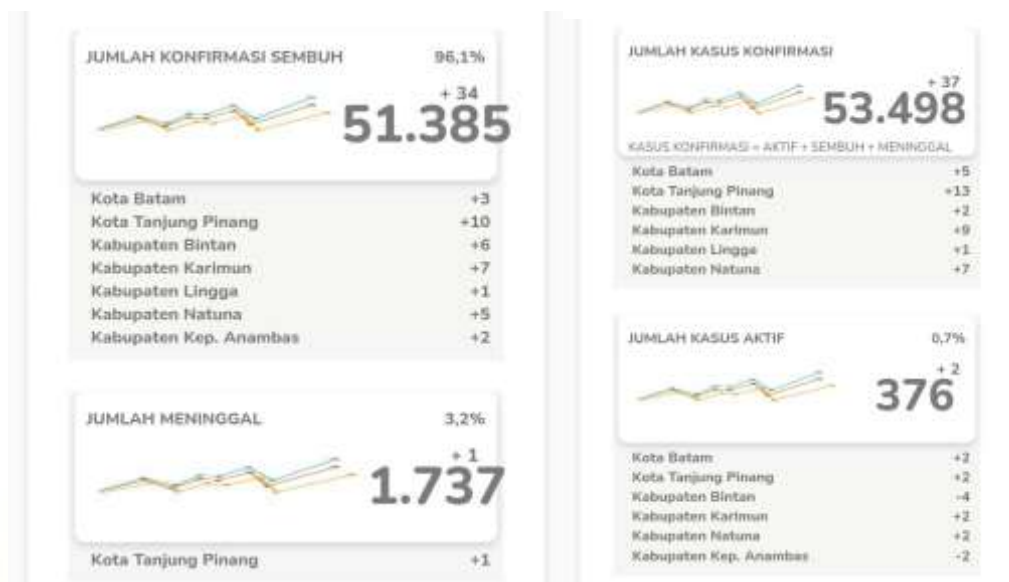 JUMLAH KONFIRMASI SEMBUH 96,1%
+ 34
51.385
Kota Batam +3
Kota Tanjung Pinang +10
Kabupaten Bintan +6
Kabupaten Karimun +7
Kabupaten Lingga +1
Kabupaten Natuna +5
Kabupaten Kep. Anambas +2
JUMLAH MENINGGAL 3,2%
+ 1
1.737
Kota Tanjung Pinang +1
JUMLAH KASUS KONFIRMASI
+ 37
53.498
KASUS KONFIRMASI = AKTIF + SEMBUH + MENINGGAL
Kota Batam +5
Kota Tanjung Pinang +13
Kabupaten Bintan +2
Kabupaten Karimun +9
Kabupaten Lingga +1
Kabupaten Natuna +7
JUMLAH KASUS AKTIF 0,7%
+ 2
376
Kota Batam +2
Kota Tanjung Pinang +2
Kabupaten Bintan -4
Kabupaten Karimun +2
Kabupaten Natuna +2
Kabupaten Kep. Anambas -2